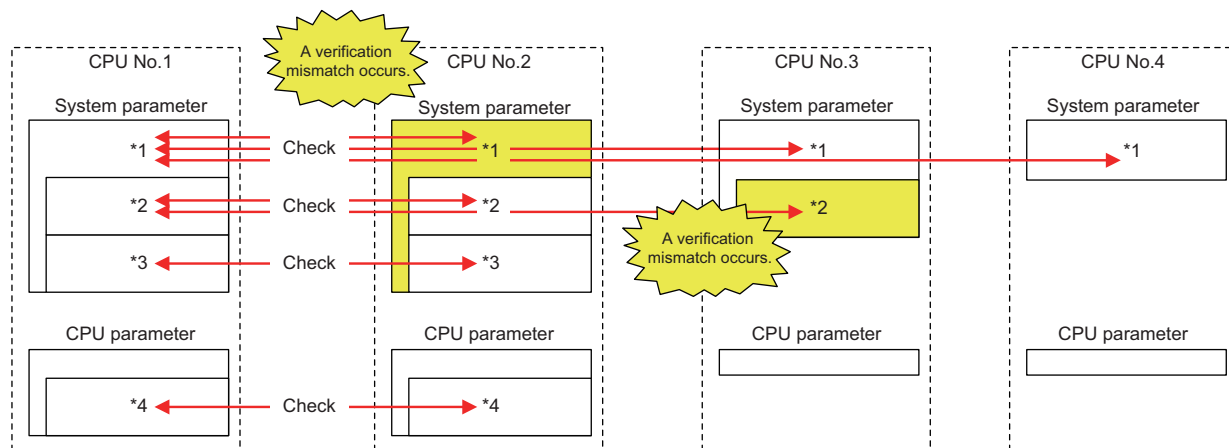 CPU No.1
A verification
mismatch occurs.
CPU No.2
CPU No.3
CPU No.4
System parameter
System parameter
System parameter
*1
Check
*1
*1
*1
*2
Check
*2
*2
A verification
mismatch occurs.
*3
Check
*3
CPU parameter
CPU parameter
CPU parameter
CPU parameter
*4
Check
*4